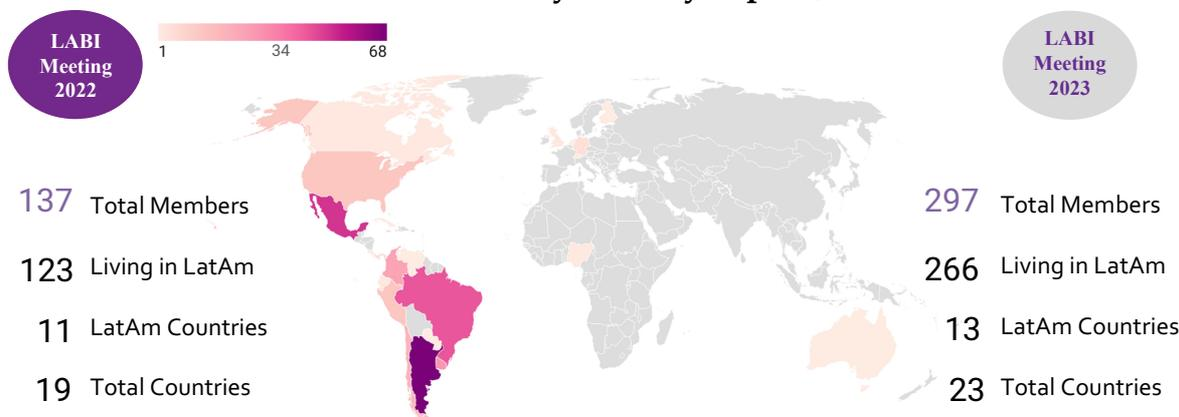 LABI
Meeting
2022
1
34
68
LABI
Meeting
2023
137 Total Members
123 Living in LatAm
11 LatAm Countries
19 Total Countries
297 Total Members
266 Living in LatAm
13 LatAm Countries
23 Total Countries